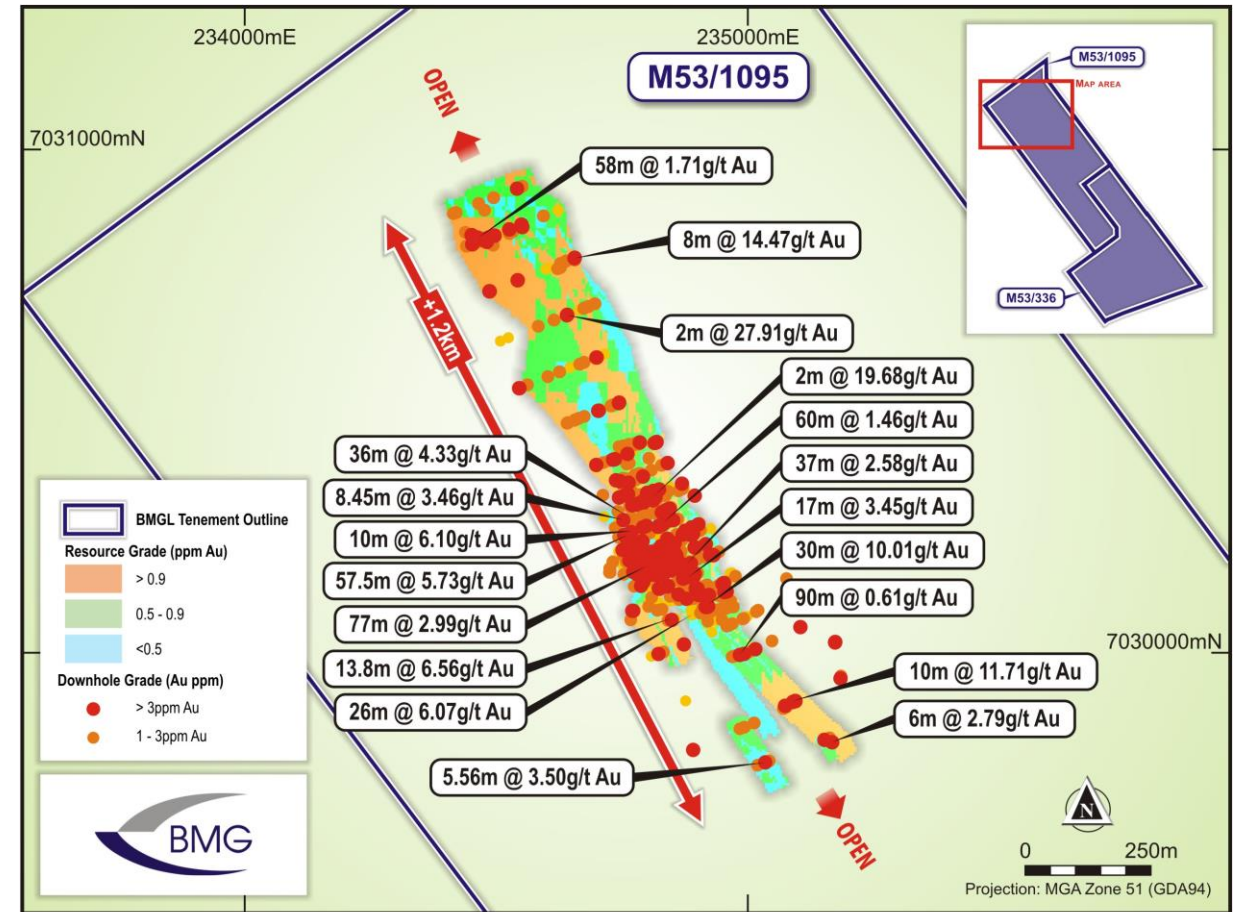 234000mE
235000mE
M53/1095
7031000mN
OPEN
58m @ 1.71g/t Au
8m @ 14.47g/t Au
2m @ 27.91g/t Au
+1.2km
2m @ 19.68g/t Au
60m @ 1.46g/t Au
37m @ 2.58g/t Au
17m @ 3.45g/t Au
30m @ 10.01g/t Au
90m @ 0.61g/t Au
36m @ 4.33g/t Au
8.45m @ 3.46g/t Au
10m @ 6.10g/t Au
57.5m @ 5.73g/t Au
77m @ 2.99g/t Au
13.8m @ 6.56g/t Au
26m @ 6.07g/t Au
5.56m @ 3.50g/t Au
7030000mN
10m @ 11.71g/t Au
6m @ 2.79g/t Au
OPEN
M53/1095
MAP AREA
M53/336
BMGL Tenement Outline
Resource Grade (ppm Au)
> 0.9
0.5 - 0.9
<0.5
Downhole Grade (Au ppm)
> 3ppm Au
1 - 3ppm Au
BMG
N
0 250m
Projection: MGA Zone 51 (GDA94)